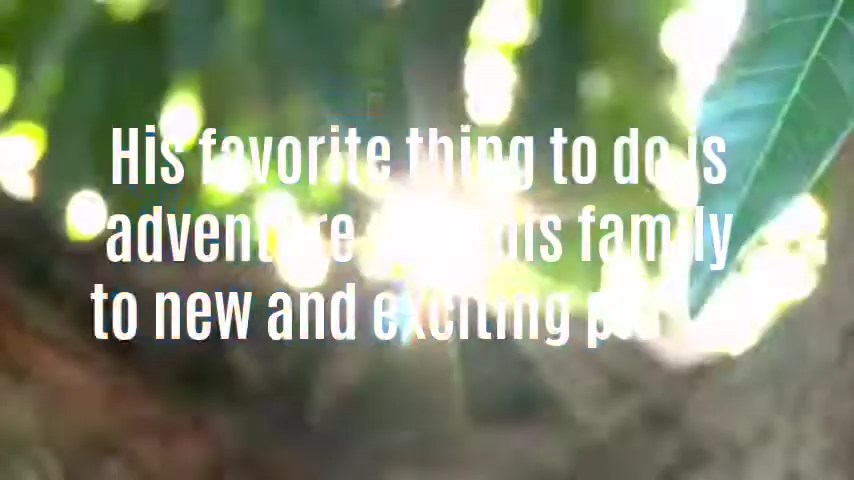 His favorite thing to do is
adventure his family
to new and exciting